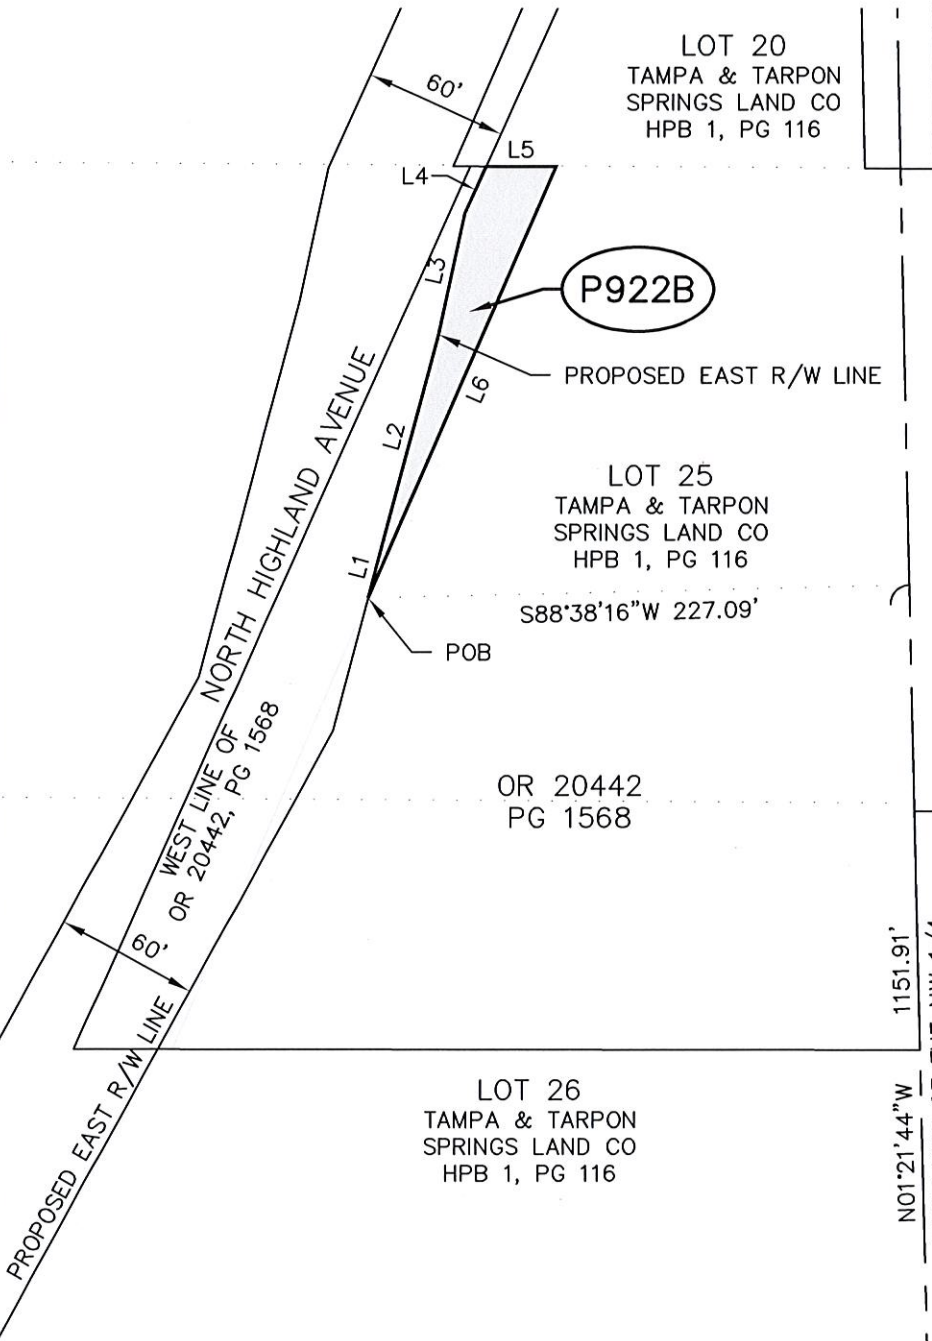 LOT 20
TAMPA & TARPON
SPRINGS LAND CO
HPB 1, PG 116
60'
L5
L4
L3
P922B
PROPOSED EAST R/W LINE
L6
L2
NORTH HIGHLAND AVENUE
LOT 25
TAMPA & TARPON
SPRINGS LAND CO
HPB 1, PG 116
L1
S88°38'16"W 227.09'
POB
WEST LINE OF
OR 20442, PG 1568
OR 20442
PG 1568
60'
1151.91'
PROPOSED EAST R/W LINE
LOT 26
TAMPA & TARPON
SPRINGS LAND CO
HPB 1, PG 116
N01°21'44"W